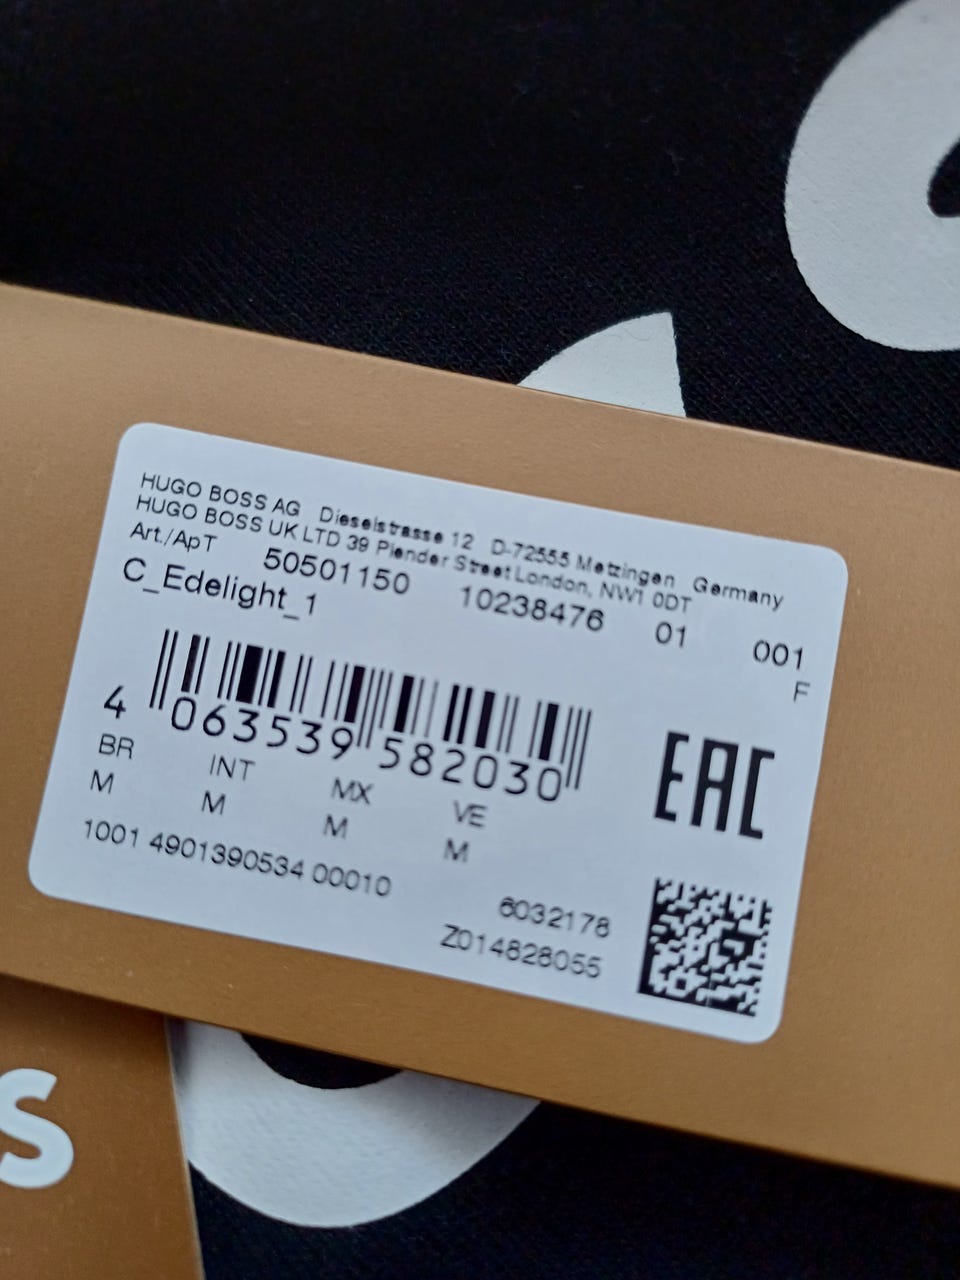 HUGO BOSS AG Dieselstrasse 12 D-72555 Metzingen Germany
HUGO BOSS UK LTD 39 Plender Street London, NW1 0DT
Art./ApT 50501150 10238476 01 001
C_Edelight_1 F
4 063539 582030
EAC
BR INT MX VE
M M M M
1001 4901390534 00010
6032178
Z014828055
S